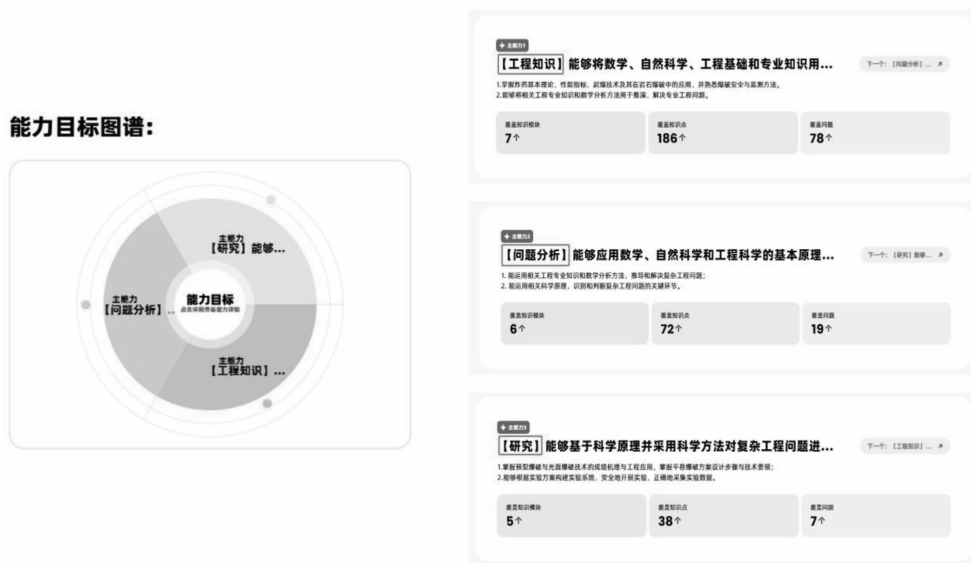 能力目标图谱:
主能力
【研究】能够...
主能力
【问题分析】..
能力目标
主能力
【工程知识】...
主能力1
【工程知识】能够将数学、自然科学、工程基础和专业知识用...
下一个: 【问题分析】...
1.掌握炸药基本理论、性能指标、起爆技术及其在岩石爆破中的应用,并熟悉爆破安全与监测方法。
2.能够将相关工程专业知识和数学分析方法用于推演、解决专业工程问题。
覆盖知识模块
7个
覆盖知识点
186个
覆盖问题
78个
主能力2
【问题分析】能够应用数学、自然科学和工程科学的基本原理...
下一个: 【研究】能够...
1. 能运用相关工程专业知识和数学分析方法,推导和解决复杂工程问题;
2. 能运用相关科学原理,识别和判断复杂工程问题的关键环节。
覆盖知识模块
6个
覆盖知识点
72个
覆盖问题
19个
主能力3
【研究】能够基于科学原理并采用科学方法对复杂工程问题进...
下一个: 【工程知识】...
1.掌握预裂爆破与光面爆破技术的成缝机理与工程应用,掌握平巷爆破方案设计步骤与技术要领;
2.能够根据实验方案构建实验系统,安全地开展实验,正确地采集实验数据。
覆盖知识模块
5个
覆盖知识点
38个
覆盖问题
7个